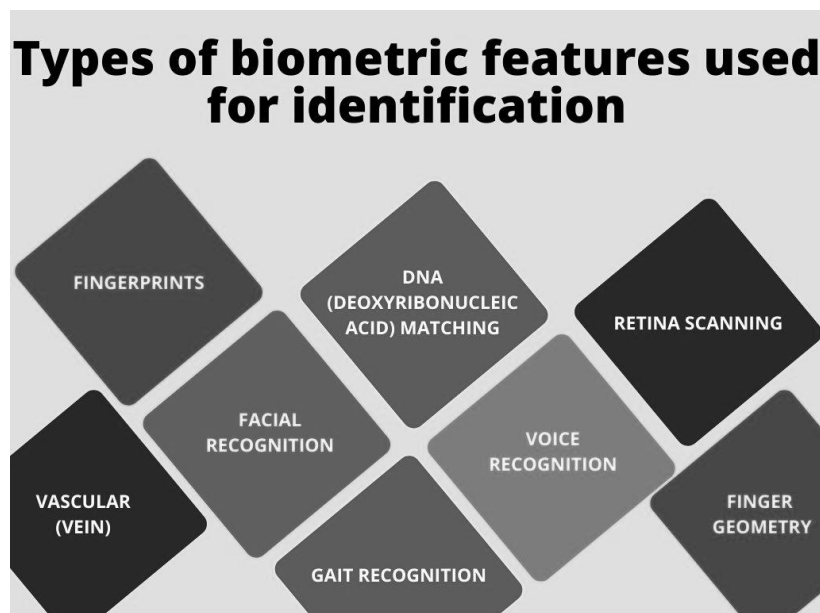 Types of biometric features used
for identification
FINGERPRINTS
DNA
(DEOXYRIBONUCLEIC
ACID) MATCHING
RETINA SCANNING
FACIAL
RECOGNITION
VOICE
RECOGNITION
VASCULAR
(VEIN)
FINGER
GEOMETRY
GAIT RECOGNITION